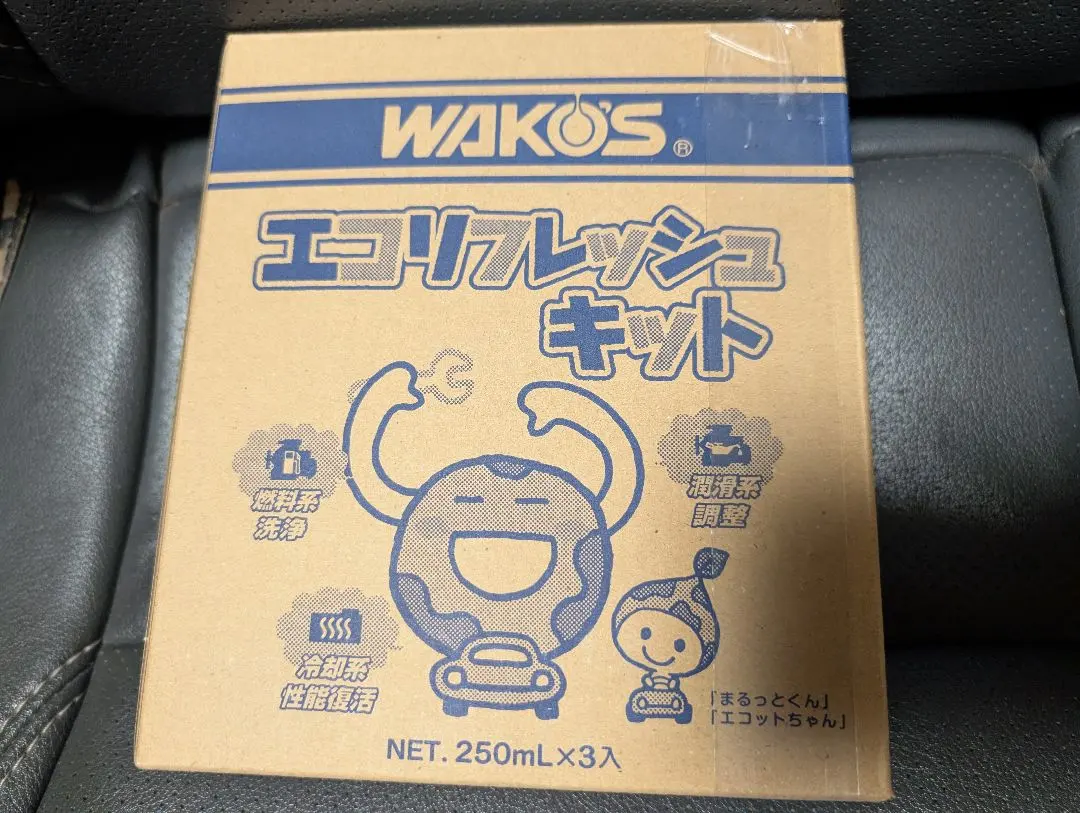 WAKO'S®
エコリフレッシュ
キット
燃料系
洗浄
潤滑系
調整
冷却系
性能復活
「まるっとくん」
「エコットちゃん」
NET. 250mL×3入